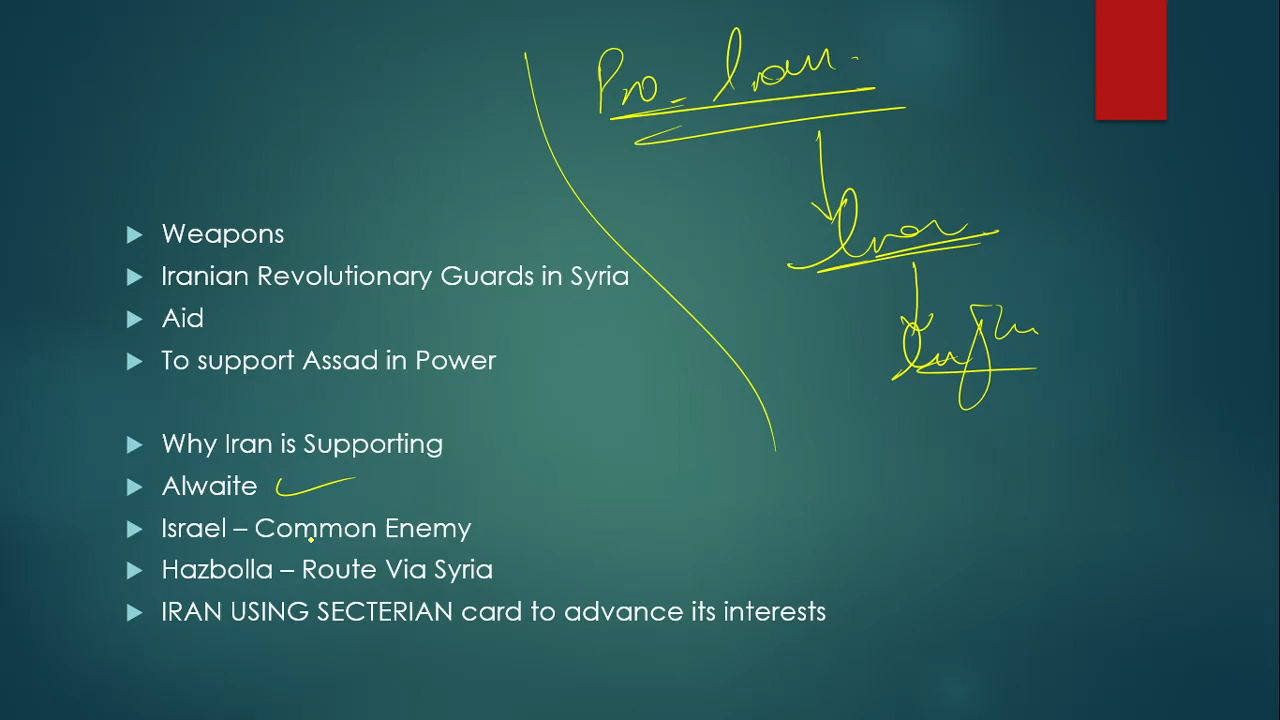 Pro - Iran.
Iran
Weapons
Iranian Revolutionary Guards in Syria
Aid
To support Assad in Power
Why Iran is Supporting
Alwaite
Israel – Common Enemy
Hazbolla – Route Via Syria
IRAN USING SECTERIAN card to advance its interests